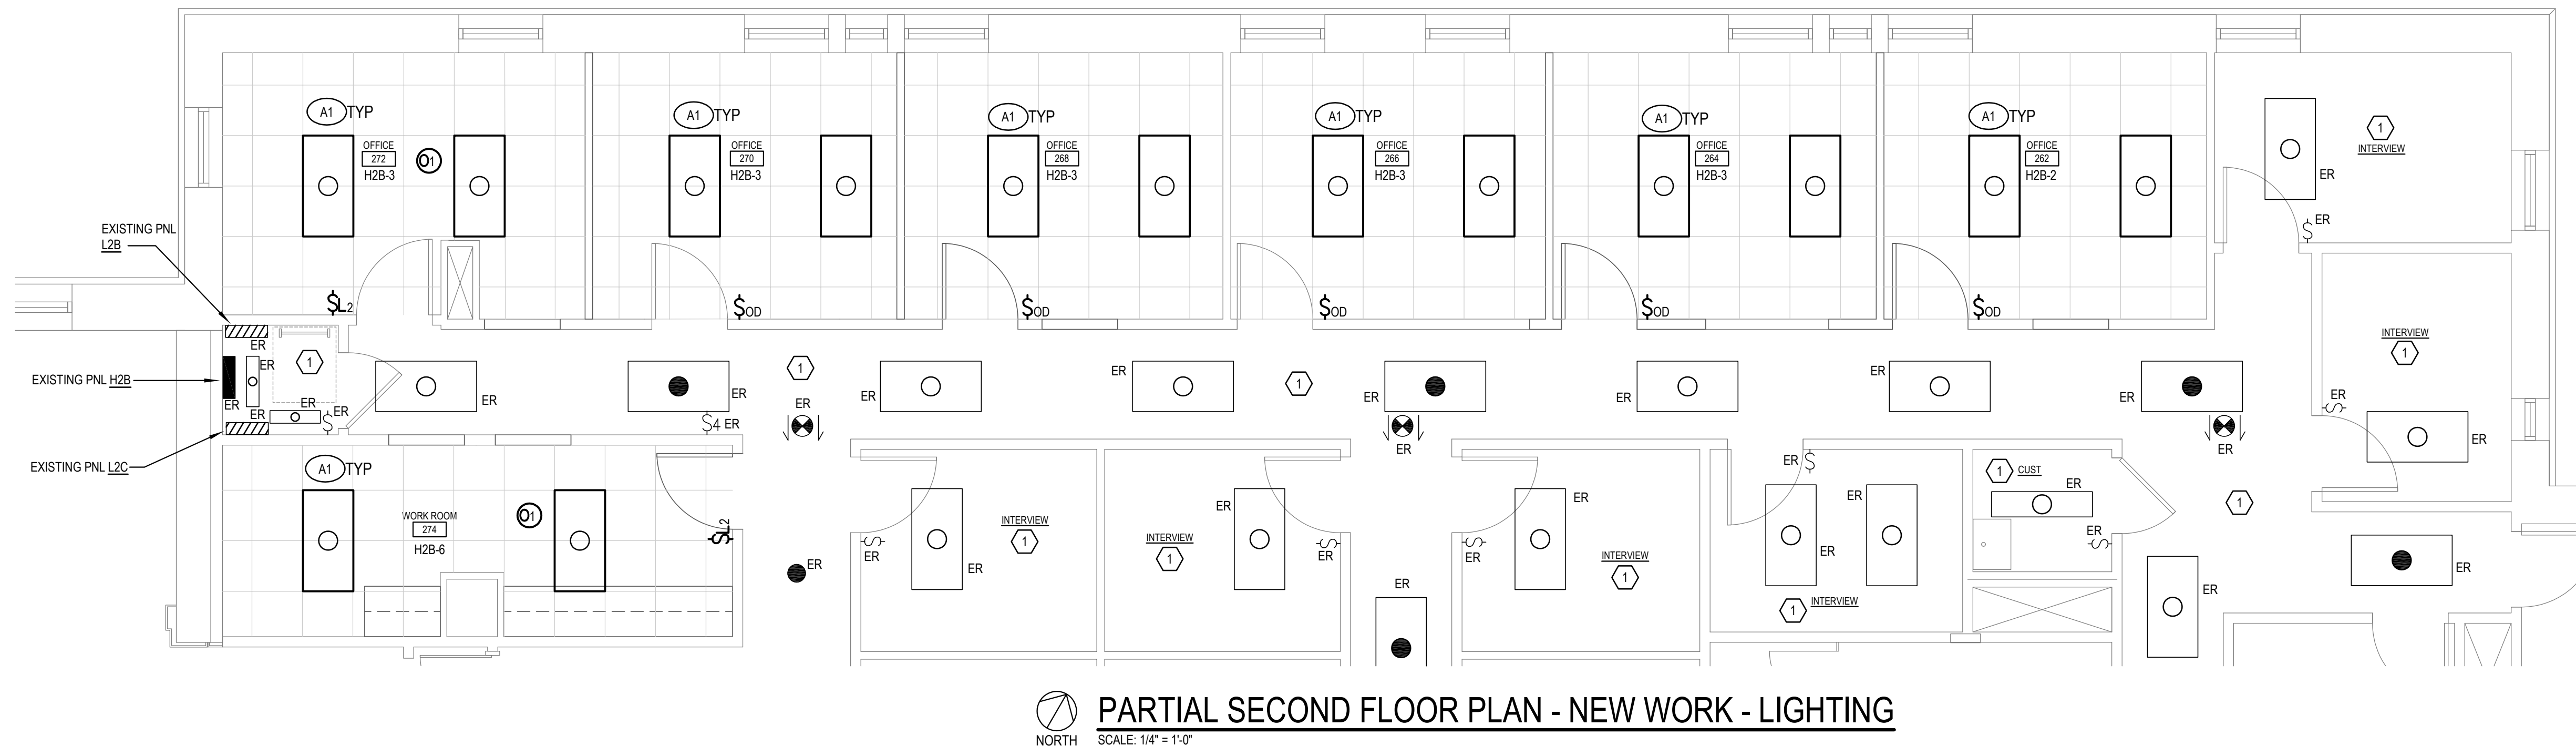 A1 TYP
OFFICE
272
H2B-3
O1
A1 TYP
OFFICE
270
H2B-3
A1 TYP
OFFICE
268
H2B-3
A1 TYP
OFFICE
266
H2B-3
A1 TYP
OFFICE
264
H2B-3
A1 TYP
OFFICE
262
H2B-2
1
INTERVIEW
ER
ER
$
EXISTING PNL
L2B
$L2
$OD
$OD
$OD
$OD
$OD
EXISTING PNL H2B
EXISTING PNL L2C
ER
ER
1
ER
ER
ER
ER
$
ER
ER
$4 ER
1
ER
ER
ER
ER
1
ER
ER
ER
ER
ER
ER
INTERVIEW
1
ER
$
ER
A1 TYP
WORK ROOM
274
H2B-6
O1
$L2
ER
ER
$
ER
INTERVIEW
1
INTERVIEW
1
ER
$
ER
ER
$
ER
ER
INTERVIEW
1
ER $
ER
ER
1 INTERVIEW
1 CUST
ER
ER
$
1
ER
ER
NORTH
PARTIAL SECOND FLOOR PLAN - NEW WORK - LIGHTING
SCALE: 1/4" = 1'-0"